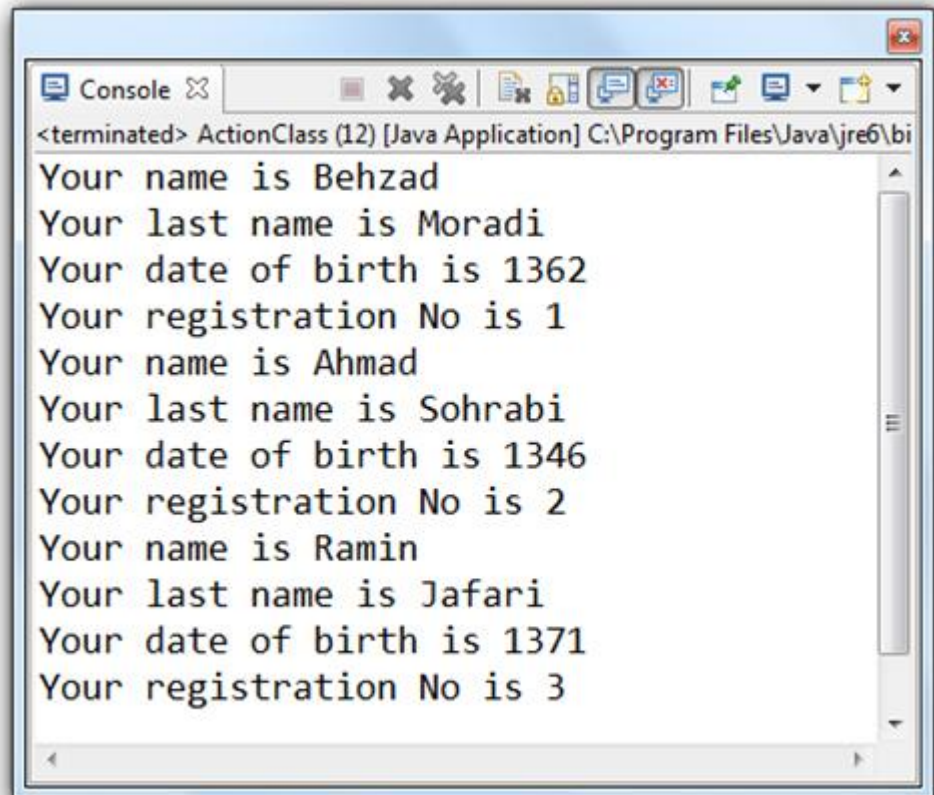 Console
<terminated> ActionClass (12) [Java Application] C:\Program Files\Java\jre6\bi
Your name is Behzad
Your last name is Moradi
Your date of birth is 1362
Your registration No is 1
Your name is Ahmad
Your last name is Sohrabi
Your date of birth is 1346
Your registration No is 2
Your name is Ramin
Your last name is Jafari
Your date of birth is 1371
Your registration No is 3